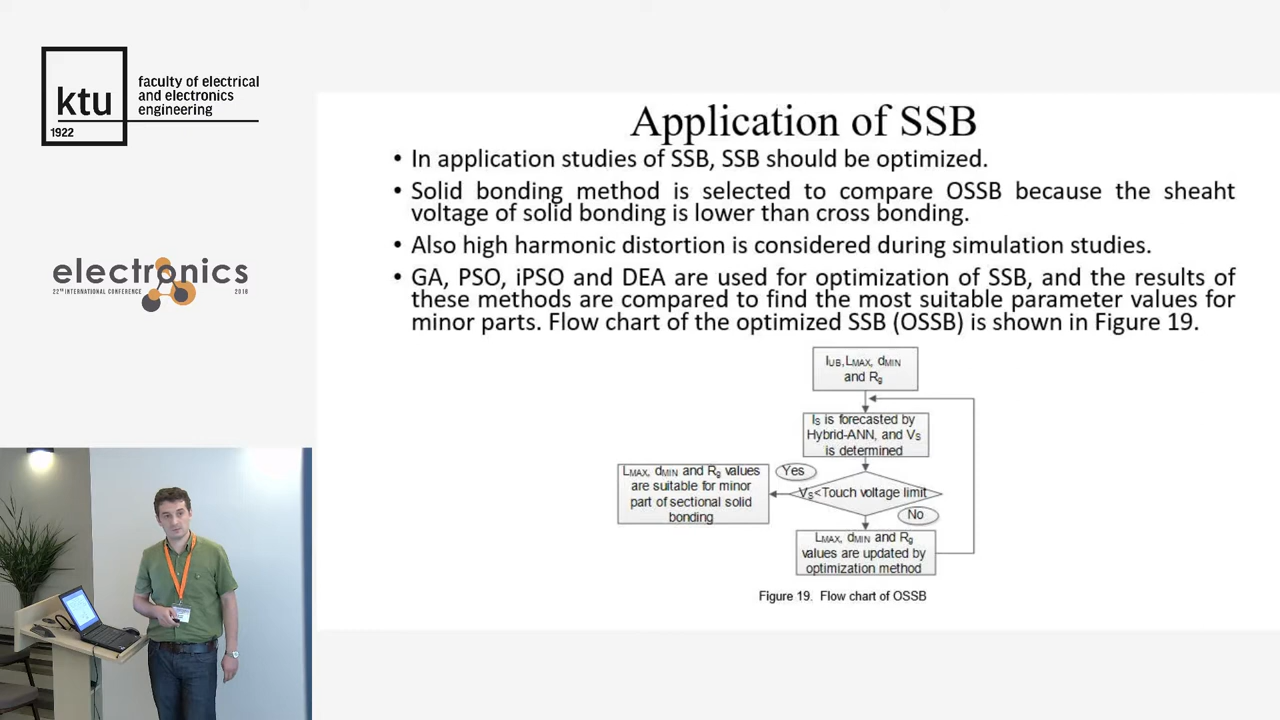 ktu
1922
faculty of electrical
and electronics
engineering
electronics
22ND INTERNATIONAL CONFERENCE 2018
Application of SSB
• In application studies of SSB, SSB should be optimized.
• Solid bonding method is selected to compare OSSB because the sheaht
voltage of solid bonding is lower than cross bonding.
• Also high harmonic distortion is considered during simulation studies.
• GA, PSO, iPSO and DEA are used for optimization of SSB, and the results of
these methods are compared to find the most suitable parameter values for
minor parts. Flow chart of the optimized SSB (OSSB) is shown in Figure 19.
IUB,LMAX, dMIN
and Rg
IS is forecasted by
Hybrid-ANN, and VS
is determined
VS<Touch voltage limit
Yes
LMAX, dMIN and Rg values
are suitable for minor
part of sectional solid
bonding
No
LMAX, dMIN and Rg
values are updated by
optimization method
Figure 19. Flow chart of OSSB